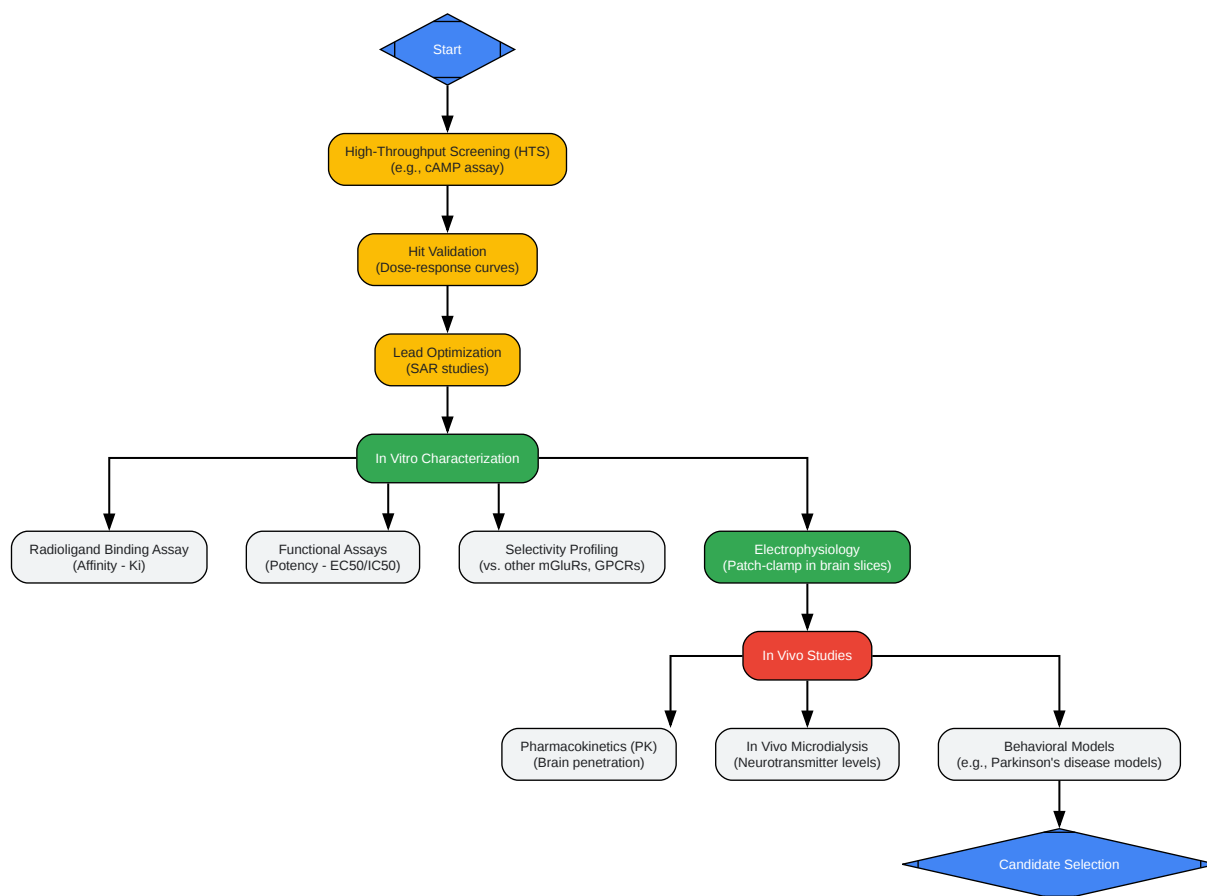 Start
High-Throughput Screening (HTS)
(e.g., cAMP assay)
Hit Validation
(Dose-response curves)
Lead Optimization
(SAR studies)
In Vitro Characterization
Radioligand Binding Assay
(Affinity - Ki)
Functional Assays
(Potency - EC50/IC50)
Selectivity Profiling
(vs. other mGluRs, GPCRs)
Electrophysiology
(Patch-clamp in brain slices)
In Vivo Studies
Pharmacokinetics (PK)
(Brain penetration)
In Vivo Microdialysis
(Neurotransmitter levels)
Behavioral Models
(e.g., Parkinson's disease models)
Candidate Selection